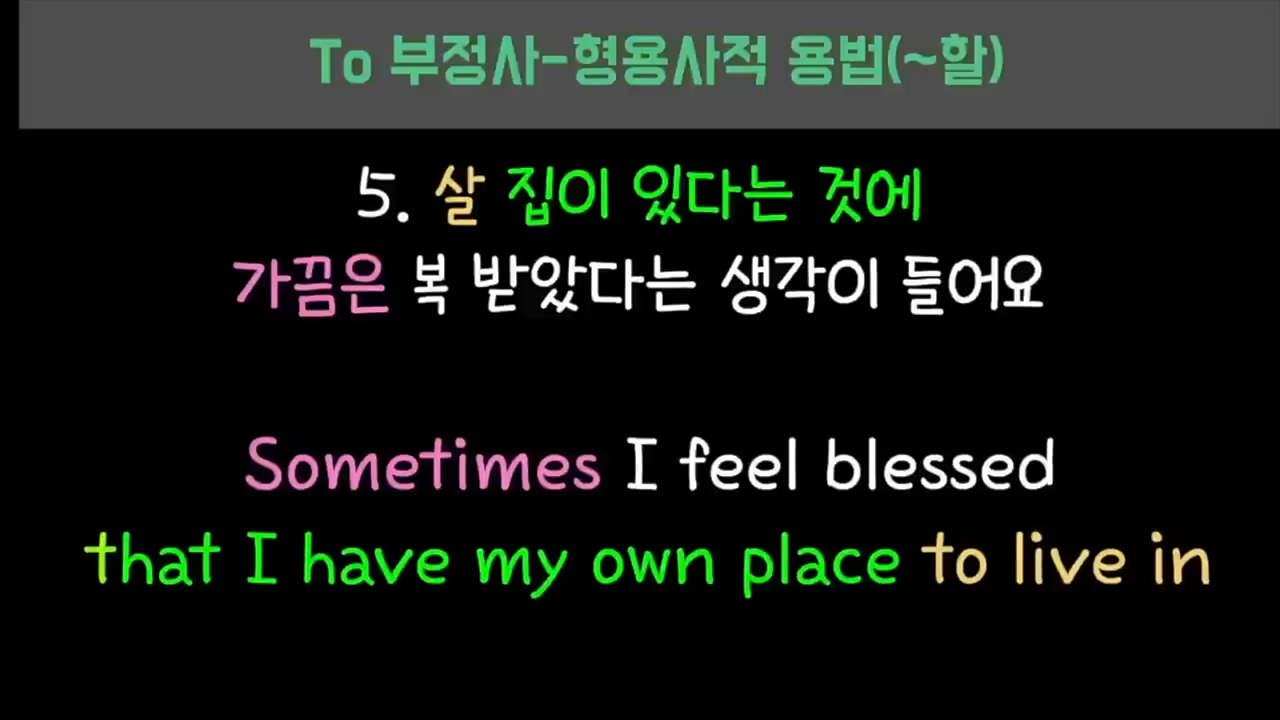 To 부정사-형용사적 용법(~할)
5. 살 집이 있다는 것에
가끔은 복 받았다는 생각이 들어요
Sometimes I feel blessed
that I have my own place to live in